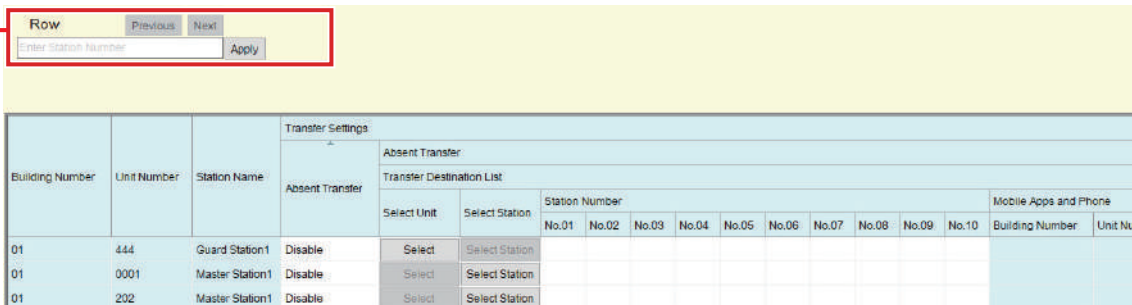 Row Previous Next
Enter Station Number Apply
Transfer Settings
Absent Transfer
Building Number Unit Number Station Name Absent Transfer Transfer Destination List
Select Unit Select Station Station Number Mobile Apps and Phone
No.01 No.02 No.03 No.04 No.05 No.06 No.07 No.08 No.09 No.10 Building Number Unit Nu
01 444 Guard Station1 Disable Select Select Station
01 0001 Master Station1 Disable Select Select Station
01 202 Master Station1 Disable Select Select Station